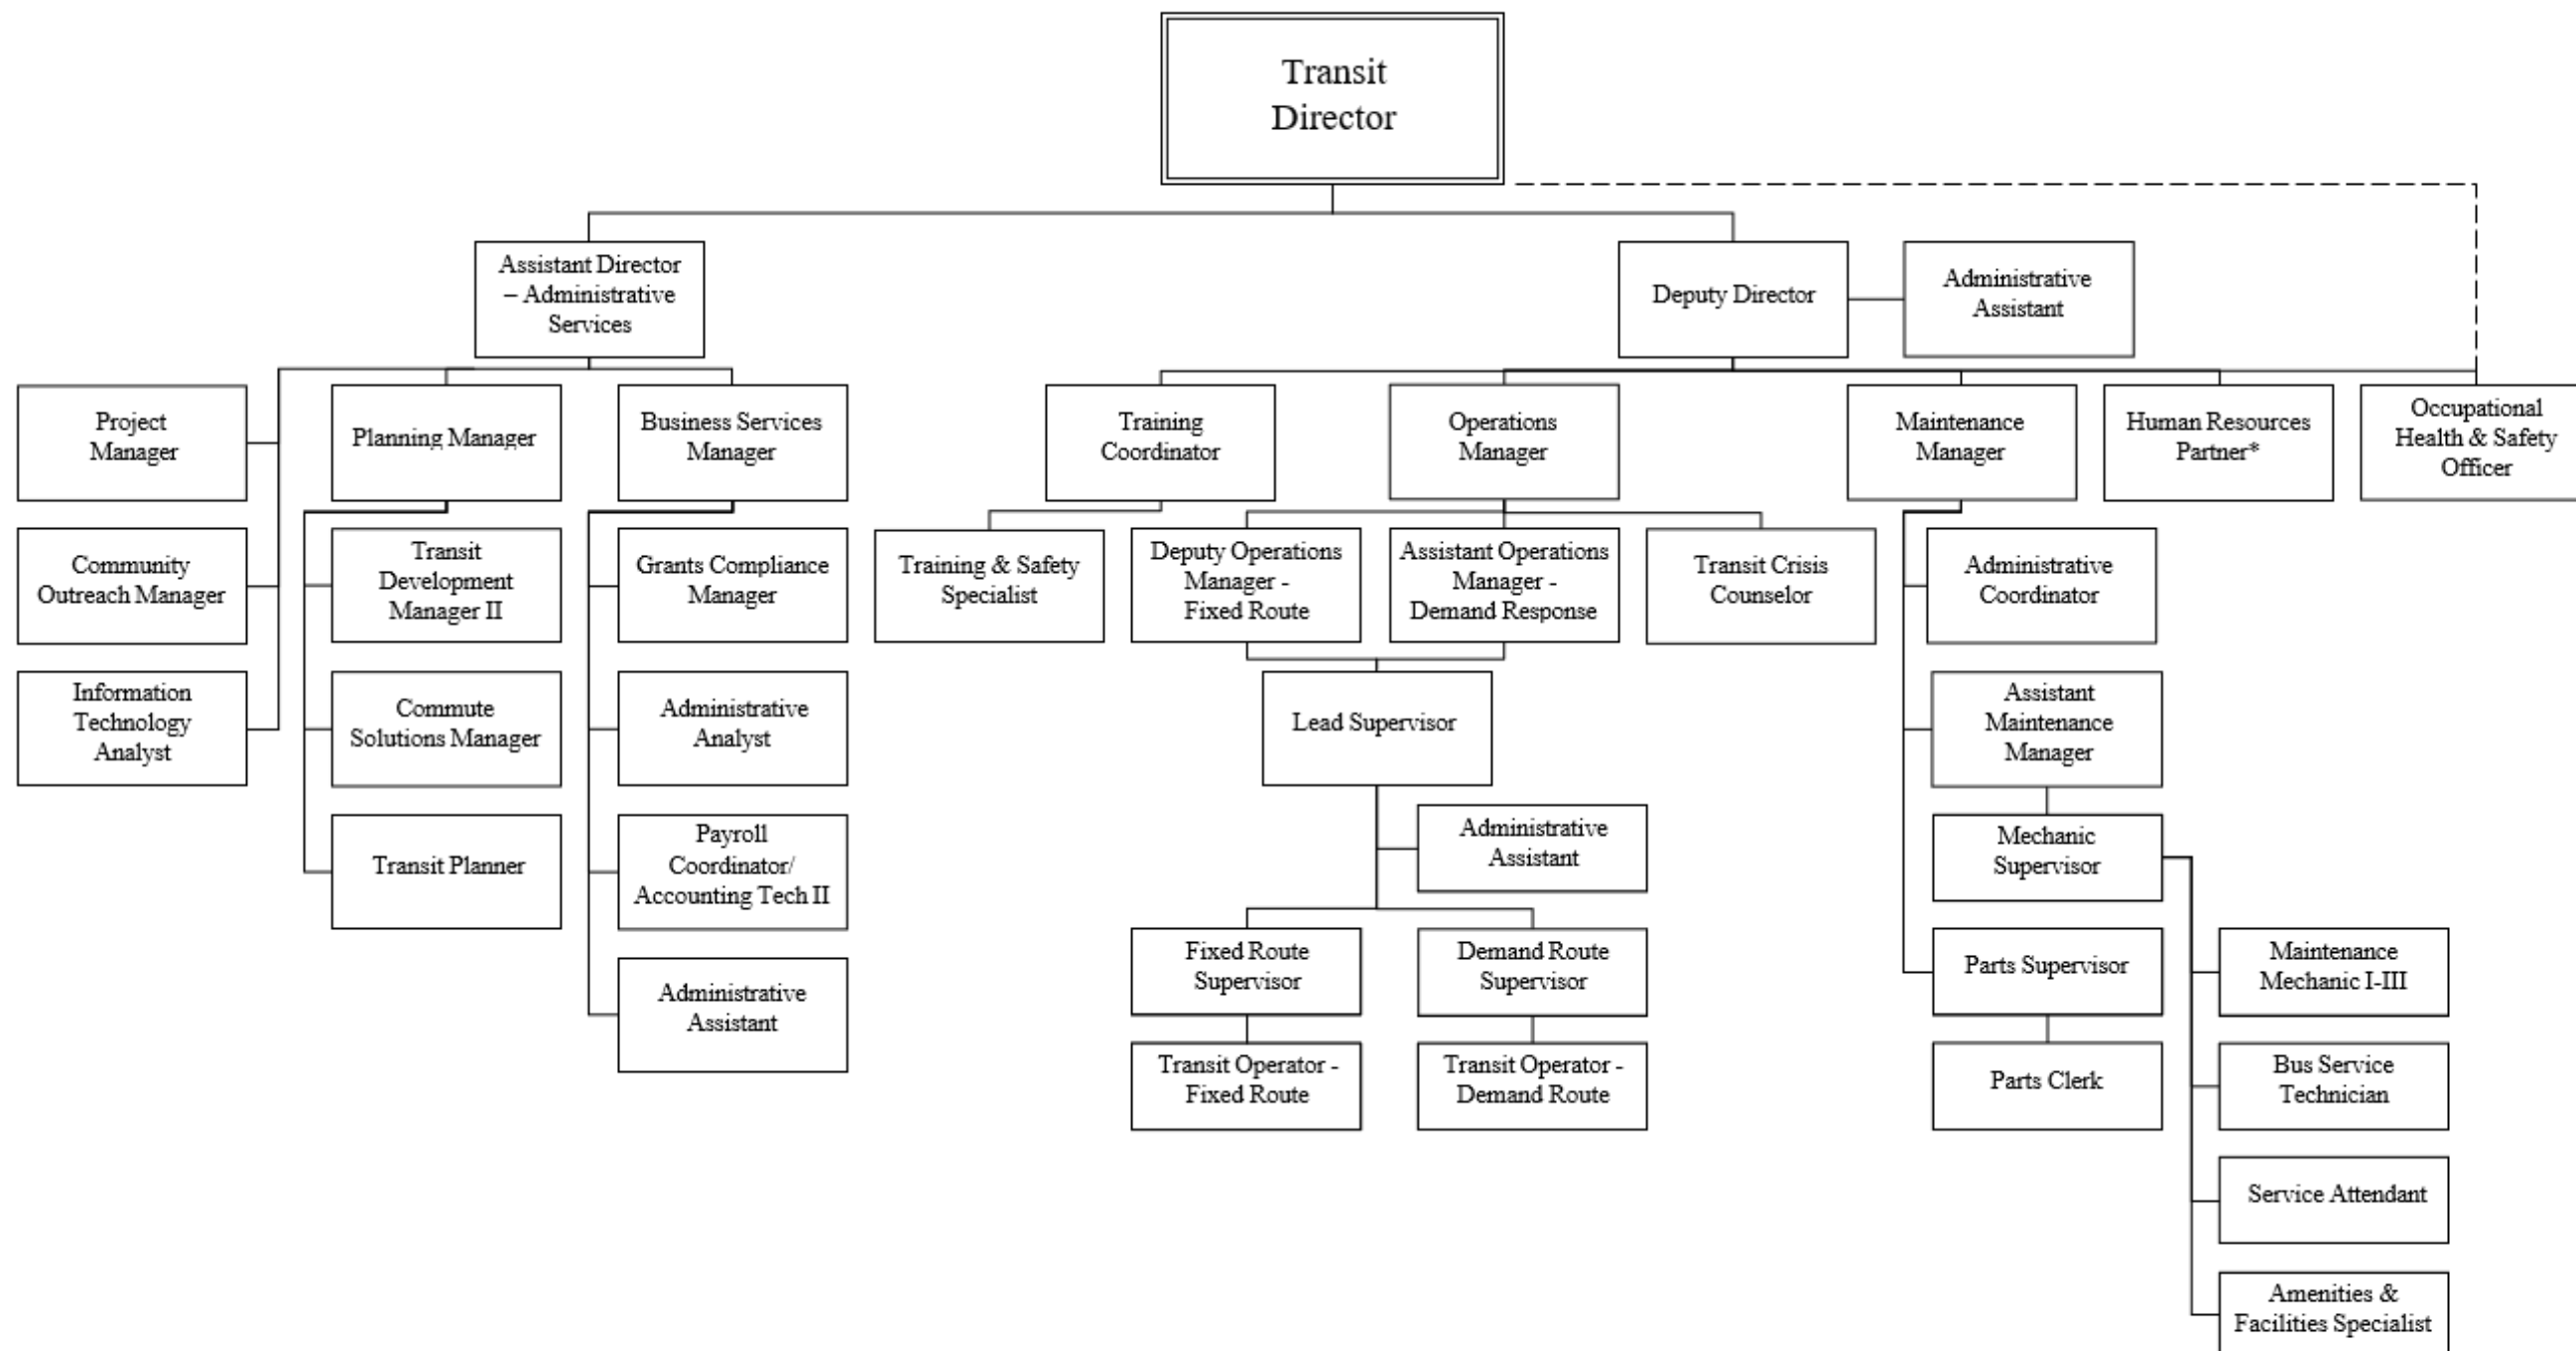 Transit
Director
Assistant Director
– Administrative
Services
Deputy Director
Administrative
Assistant
Project
Manager
Planning Manager
Business Services
Manager
Training
Coordinator
Operations
Manager
Maintenance
Manager
Human Resources
Partner*
Occupational
Health & Safety
Officer
Community
Outreach Manager
Transit
Development
Manager II
Grants Compliance
Manager
Training & Safety
Specialist
Deputy Operations
Manager -
Fixed Route
Assistant Operations
Manager -
Demand Response
Transit Crisis
Counselor
Administrative
Coordinator
Information
Technology
Analyst
Commute
Solutions Manager
Administrative
Analyst
Lead Supervisor
Assistant
Maintenance
Manager
Transit Planner
Payroll
Coordinator/
Accounting Tech II
Administrative
Assistant
Mechanic
Supervisor
Administrative
Assistant
Fixed Route
Supervisor
Demand Route
Supervisor
Parts Supervisor
Maintenance
Mechanic I-III
Transit Operator -
Fixed Route
Transit Operator -
Demand Route
Parts Clerk
Bus Service
Technician
Service Attendant
Amenities &
Facilities Specialist